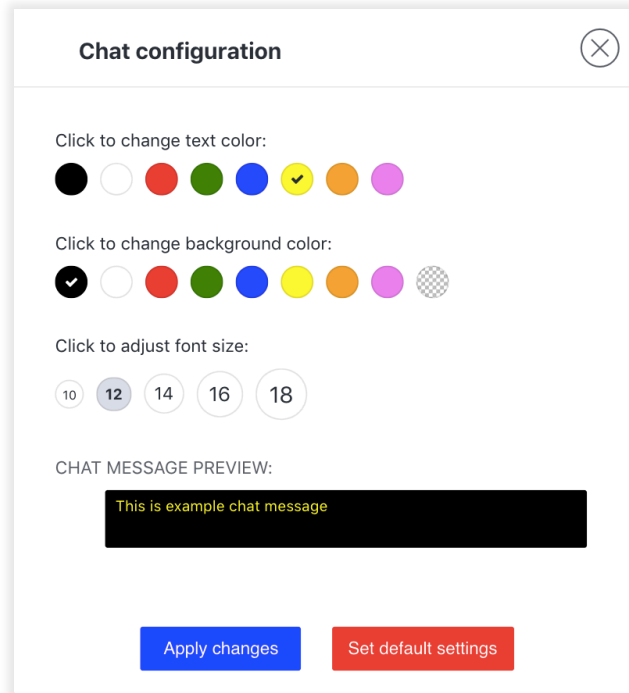 Chat configuration
Click to change text color:
Click to change background color:
Click to adjust font size:
10 12 14 16 18
CHAT MESSAGE PREVIEW:
This is example chat message
Apply changes Set default settings